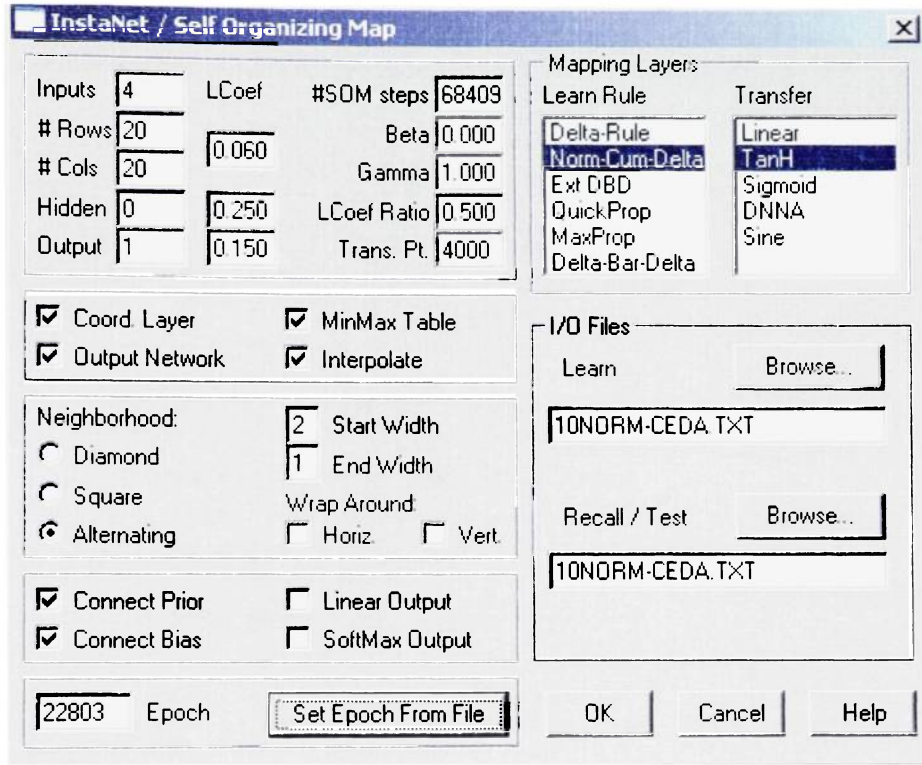 InstaNet / Self Organizing Map
Inputs 4 LCoef #SOM steps 68409
# Rows 20 Beta 0.000
0.060
# Cols 20 Gamma 1.000
Hidden 0 0.250 LCoef Ratio 0.500
Output 1 0.150 Trans. Pt. 4000
Mapping Layers
Learn Rule Transfer
Delta-Rule Linear
Norm-Cum-Delta TanH
Ext DBD Sigmoid
QuickProp DNNA
MaxProp Sine
Delta-Bar-Delta
Coord. Layer MinMax Table
Output Network Interpolate
I/O Files
Learn Browse...
10NORM-CEDA.TXT
Recall / Test Browse...
10NORM-CEDA.TXT
Neighborhood: 2 Start Width
Diamond 1 End Width
Square Wrap Around:
Alternating Horiz. Vert.
Connect Prior Linear Output
Connect Bias SoftMax Output
22803 Epoch Set Epoch From File
OK Cancel Help